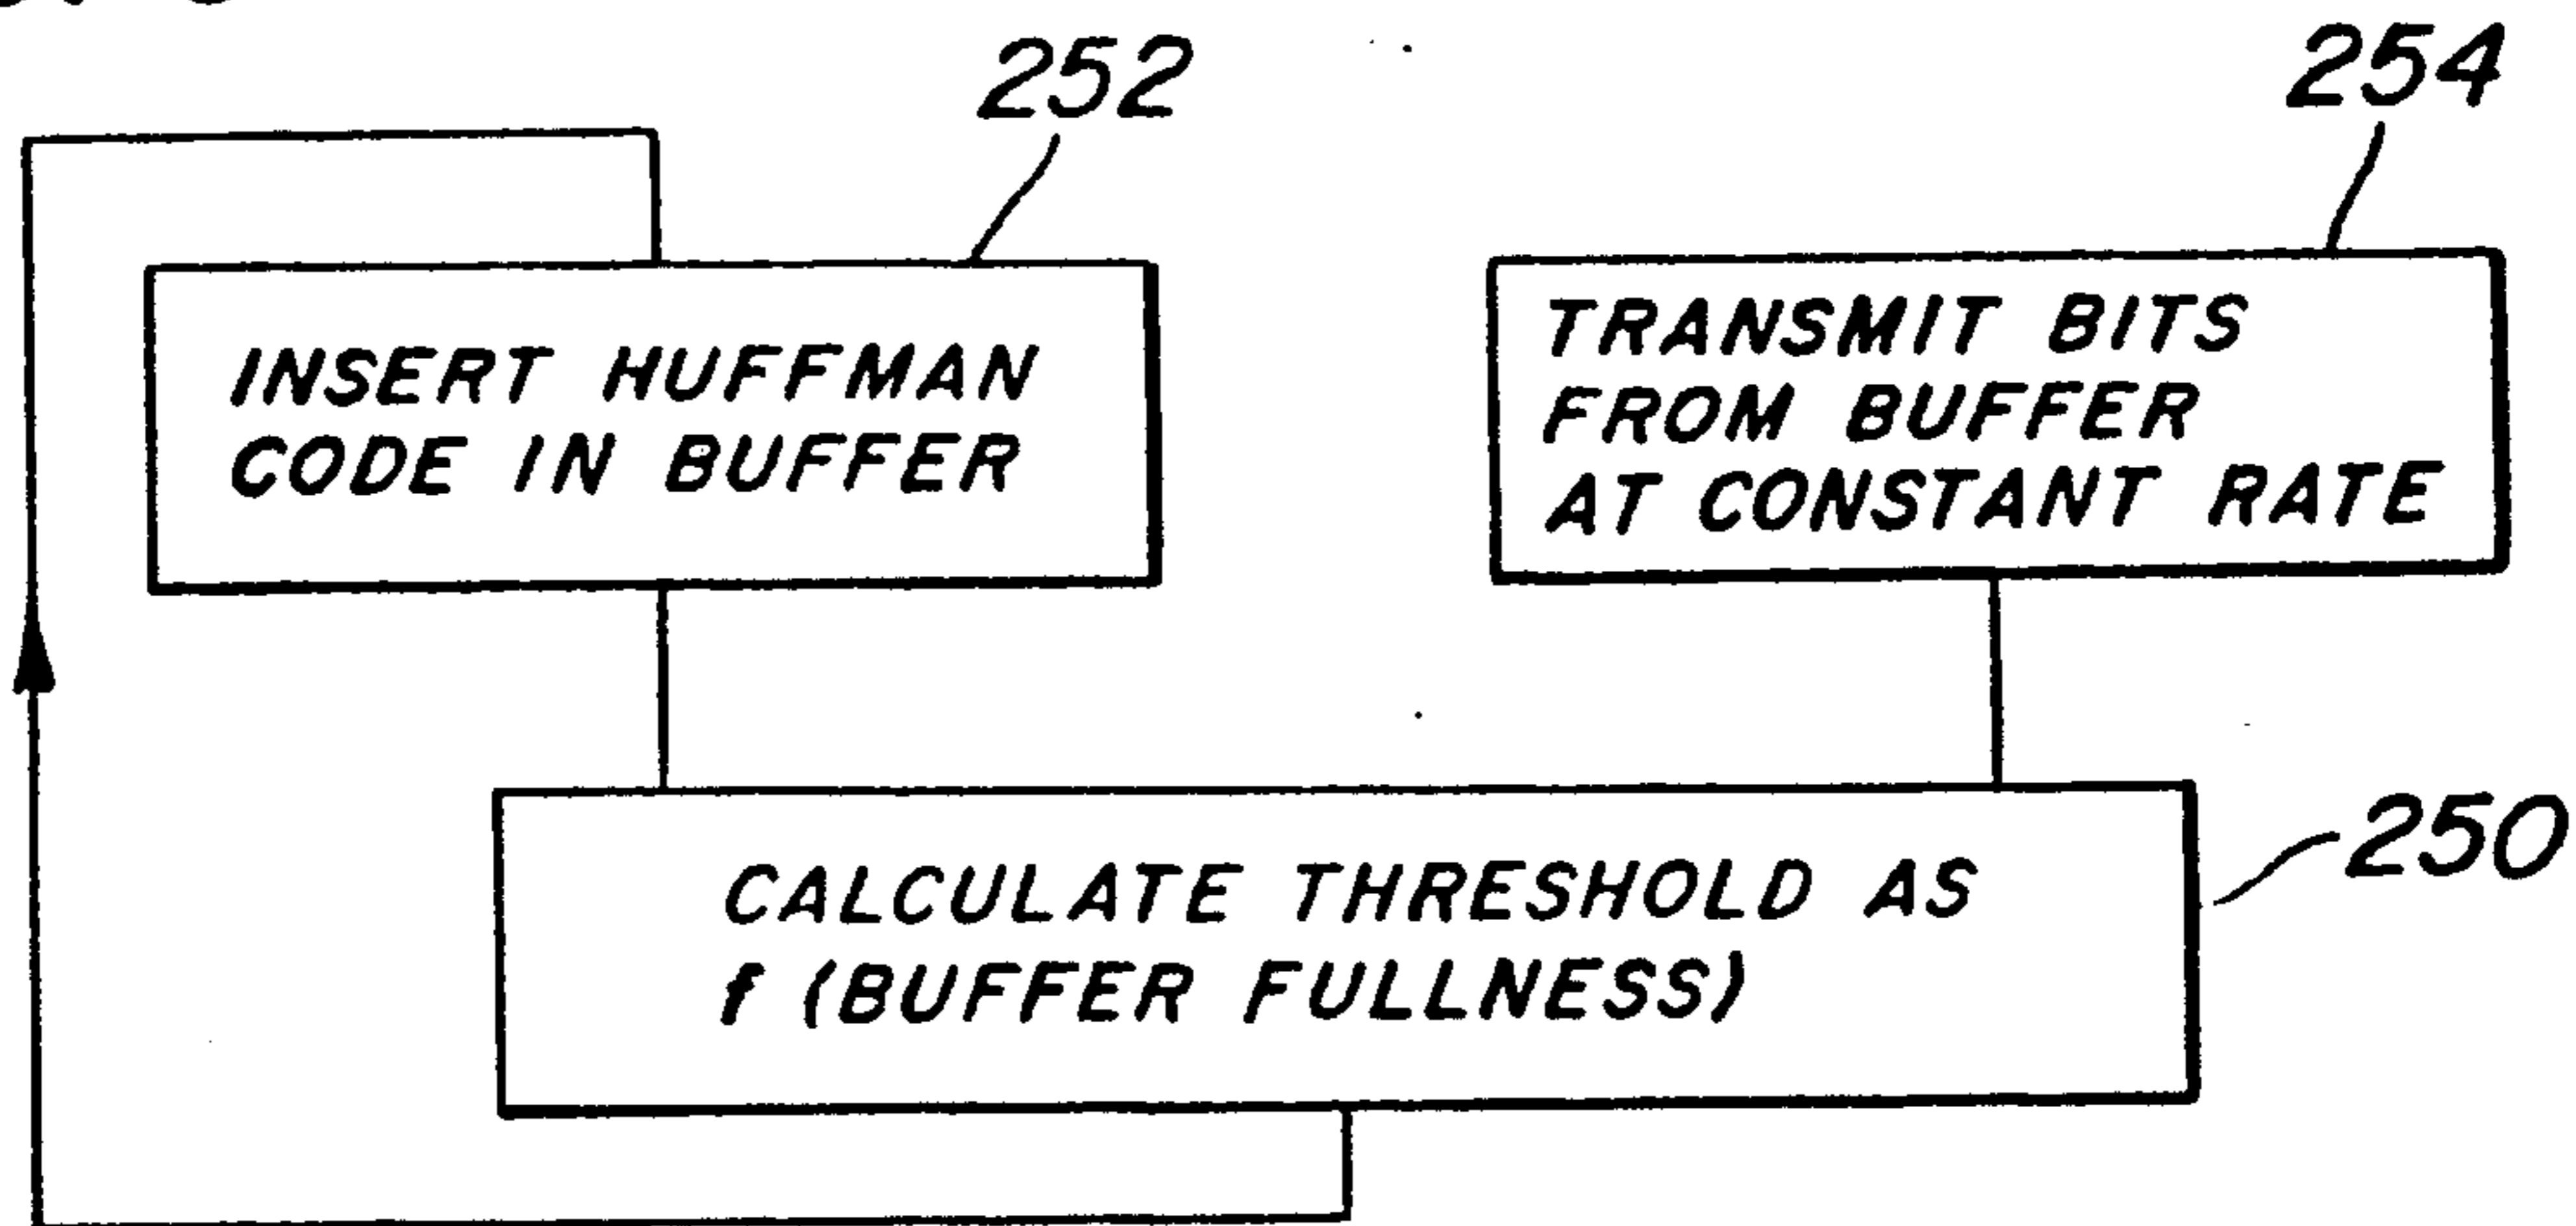 252
254
INSERT HUFFMAN
CODE IN BUFFER
TRANSMIT BITS
FROM BUFFER
AT CONSTANT RATE
CALCULATE THRESHOLD AS
f (BUFFER FULLNESS)
250